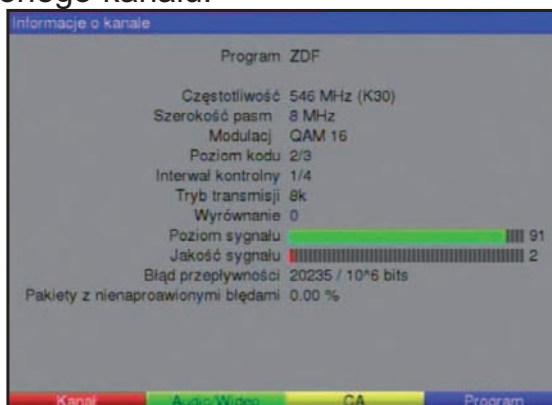 enego kanału.
Informacje o kanale
Program ZDF
Częstotliwość 546 MHz (K30)
Szerokość pasm 8 MHz
Modulacj QAM 16
Poziom kodu 2/3
Interwał kontrolny 1/4
Tryb transmisji 8k
Wyrównanie 0
Poziom sygnału 91
Jakość sygnału 2
Błąd przepływności 20235 / 10^6 bits
Pakiety z nienaproawionymi błędami 0.00 %
Kanał Audio/Wideo CA Program